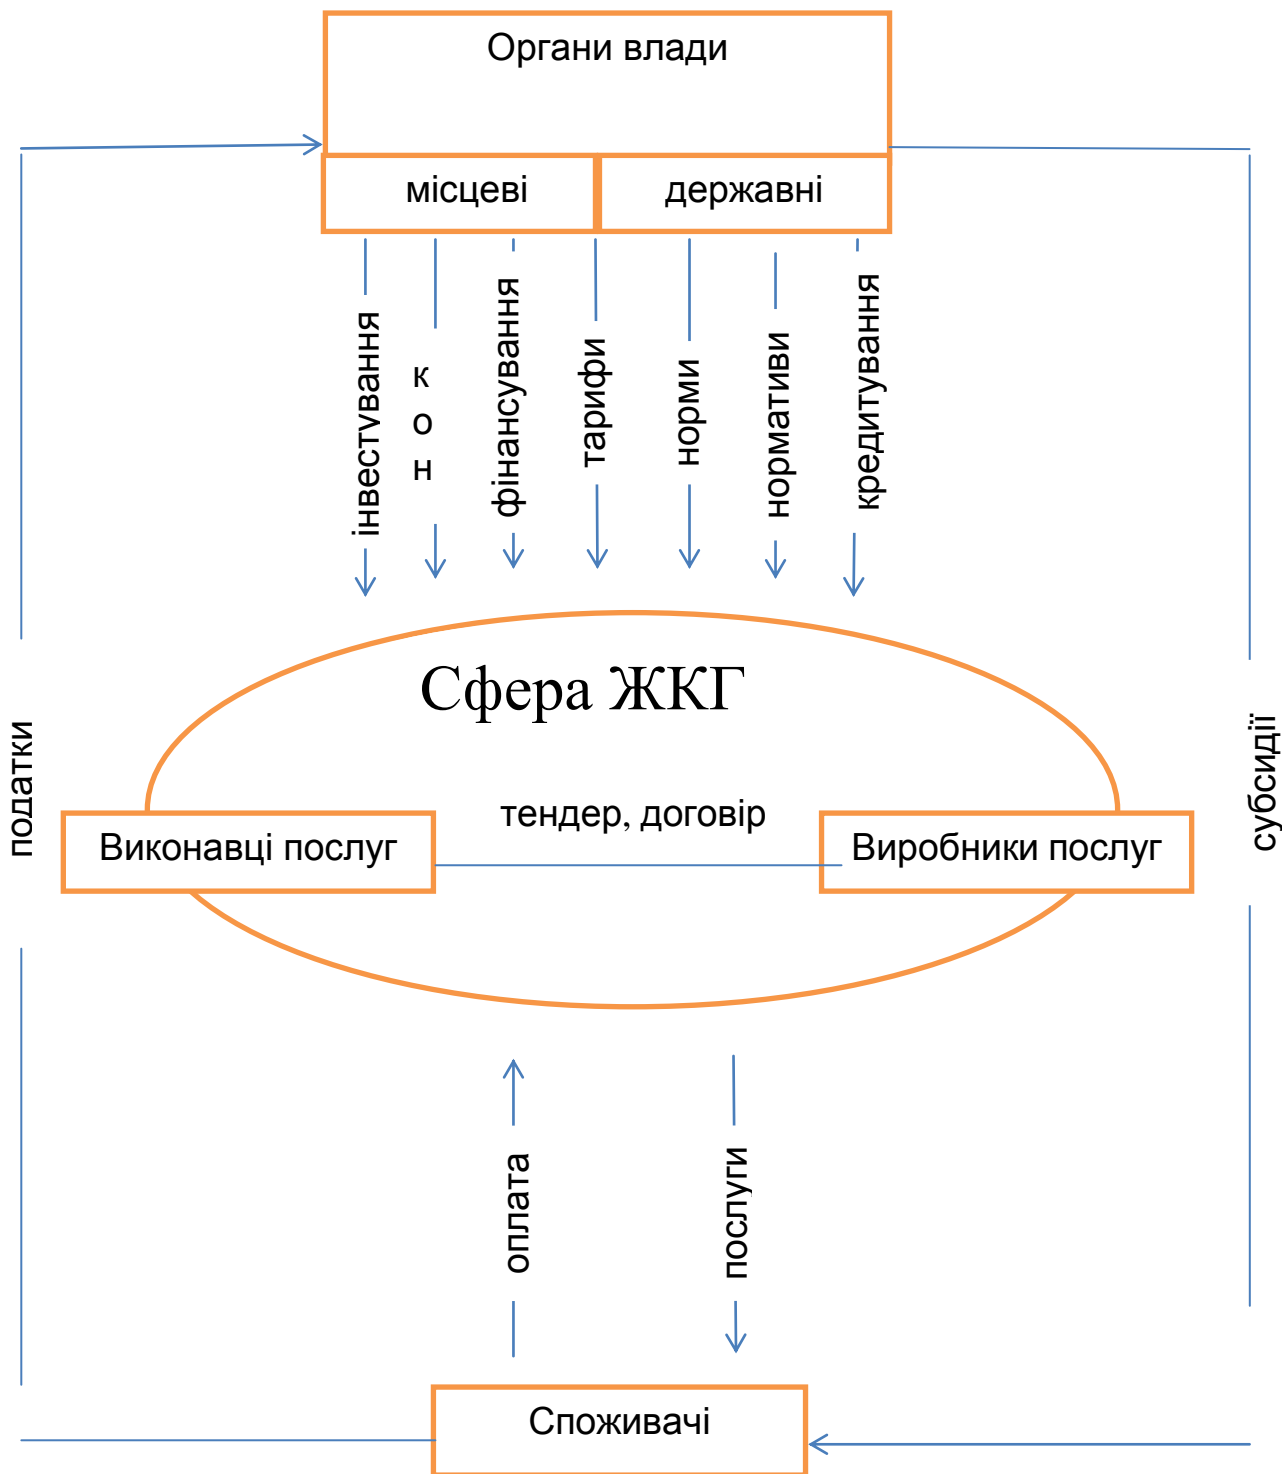 Органи влади
місцеві
державні
інвестування
к
о
н
фінансування
тарифи
норми
нормативи
кредитування
Сфера ЖКГ
податки
субсидії
тендер, договір
Виконавці послуг
Виробники послуг
оплата
послуги
Споживачі